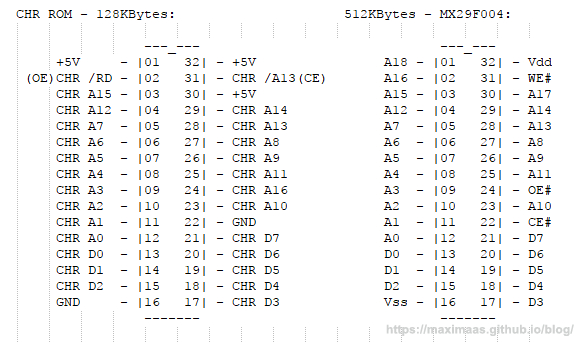 CHR ROM - 128KBytes:                     512KBytes - MX29F004:
                ---_---                                  ---_---
     +5V     - |01   32| - +5V                 A18 - |01   32| - Vdd
 (OE)CHR /RD - |02   31| - CHR /A13(CE)        A16 - |02   31| - WE#
     CHR A15 - |03   30| - +5V                 A15 - |03   30| - A17
     CHR A12 - |04   29| - CHR A14             A12 - |04   29| - A14
     CHR A7  - |05   28| - CHR A13             A7  - |05   28| - A13
     CHR A6  - |06   27| - CHR A8              A6  - |06   27| - A8
     CHR A5  - |07   26| - CHR A9              A5  - |07   26| - A9
     CHR A4  - |08   25| - CHR A11             A4  - |08   25| - A11
     CHR A3  - |09   24| - CHR A16             A3  - |09   24| - OE#
     CHR A2  - |10   23| - CHR A10             A2  - |10   23| - A10
     CHR A1  - |11   22| - GND                 A1  - |11   22| - CE#
     CHR A0  - |12   21| - CHR D7              A0  - |12   21| - D7
     CHR D0  - |13   20| - CHR D6              D0  - |13   20| - D6
     CHR D1  - |14   19| - CHR D5              D1  - |14   19| - D5
     CHR D2  - |15   18| - CHR D4              D2  - |15   18| - D4
     GND     - |16   17| - CHR D3              Vss - |16   17| - D3
                -------                                  -------
https://maximaas.github.io/blog/